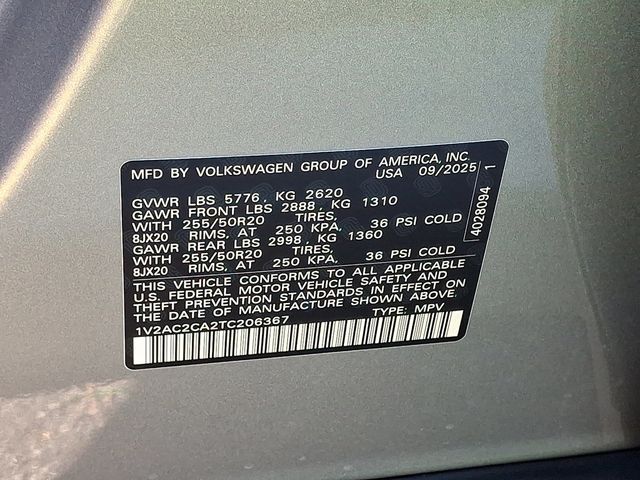 MFD BY VOLKSWAGEN GROUP OF AMERICA, INC.
USA 09/2025
GVWR LBS 5776, KG 2620
GAWR FRONT LBS 2888, KG 1310
WITH 255/50R20 TIRES,
8JX20 RIMS, AT 250 KPA, 36 PSI COLD
GAWR REAR LBS 2998, KG 1360
WITH 255/50R20 TIRES,
8JX20 RIMS, AT 250 KPA, 36 PSI COLD
THIS VEHICLE CONFORMS TO ALL APPLICABLE
U.S. FEDERAL MOTOR VEHICLE SAFETY AND
THEFT PREVENTION STANDARDS IN EFFECT ON
THE DATE OF MANUFACTURE SHOWN ABOVE.
1V2AC2CA2TC206367 TYPE: MPV
4028094 1